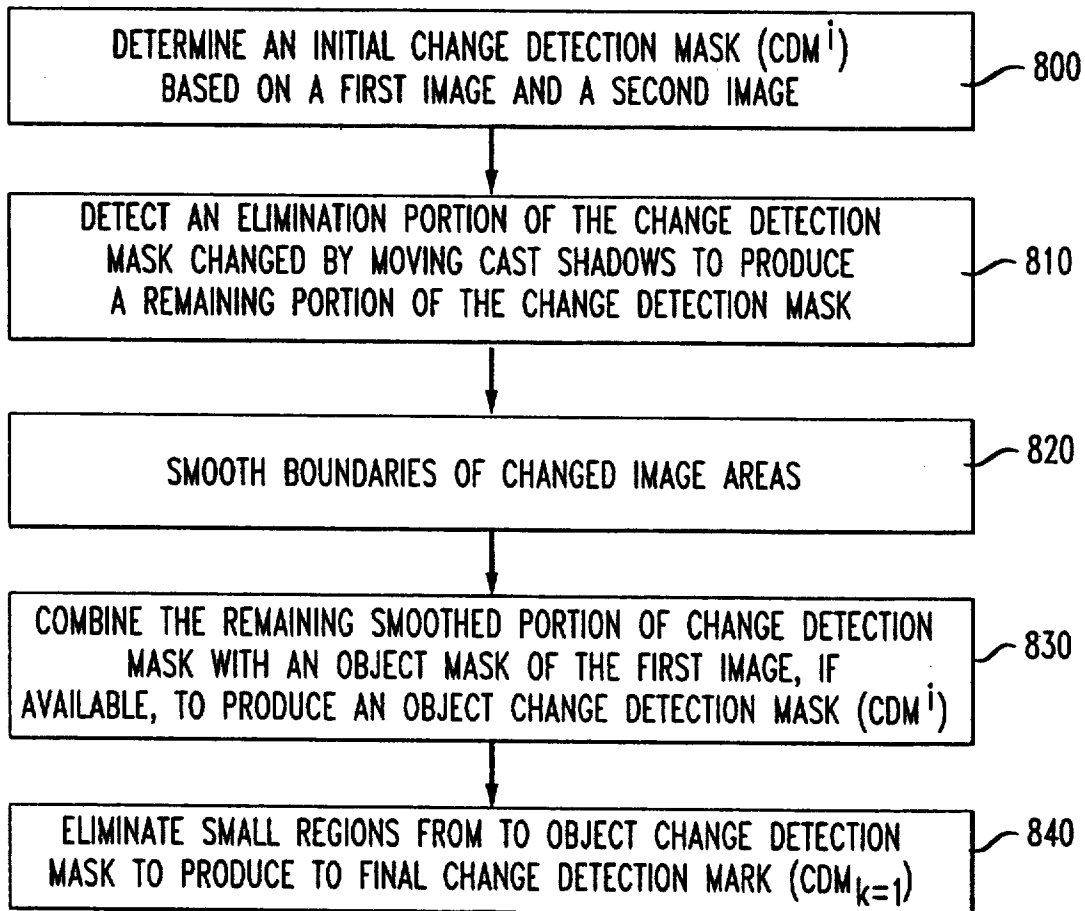 DETERMINE AN INITIAL CHANGE DETECTION MASK (CDM i)
BASED ON A FIRST IMAGE AND A SECOND IMAGE
800
DETECT AN ELIMINATION PORTION OF THE CHANGE DETECTION
MASK CHANGED BY MOVING CAST SHADOWS TO PRODUCE
A REMAINING PORTION OF THE CHANGE DETECTION MASK
810
SMOOTH BOUNDARIES OF CHANGED IMAGE AREAS
820
COMBINE THE REMAINING SMOOTHED PORTION OF CHANGE DETECTION
MASK WITH AN OBJECT MASK OF THE FIRST IMAGE, IF
AVAILABLE, TO PRODUCE AN OBJECT CHANGE DETECTION MASK (CDM i)
830
ELIMINATE SMALL REGIONS FROM TO OBJECT CHANGE DETECTION
MASK TO PRODUCE TO FINAL CHANGE DETECTION MARK (CDM k=1)
840